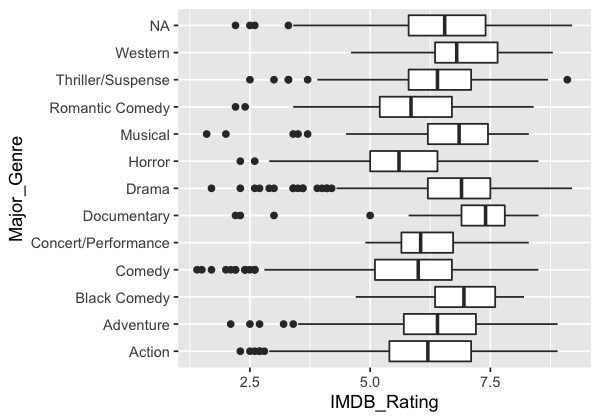 NA
Western
Thriller/Suspense
Romantic Comedy
Musical
Horror
Drama
Documentary
Concert/Performance
Comedy
Black Comedy
Adventure
Action
Major_Genre
2.5 5.0 7.5
IMDB_Rating